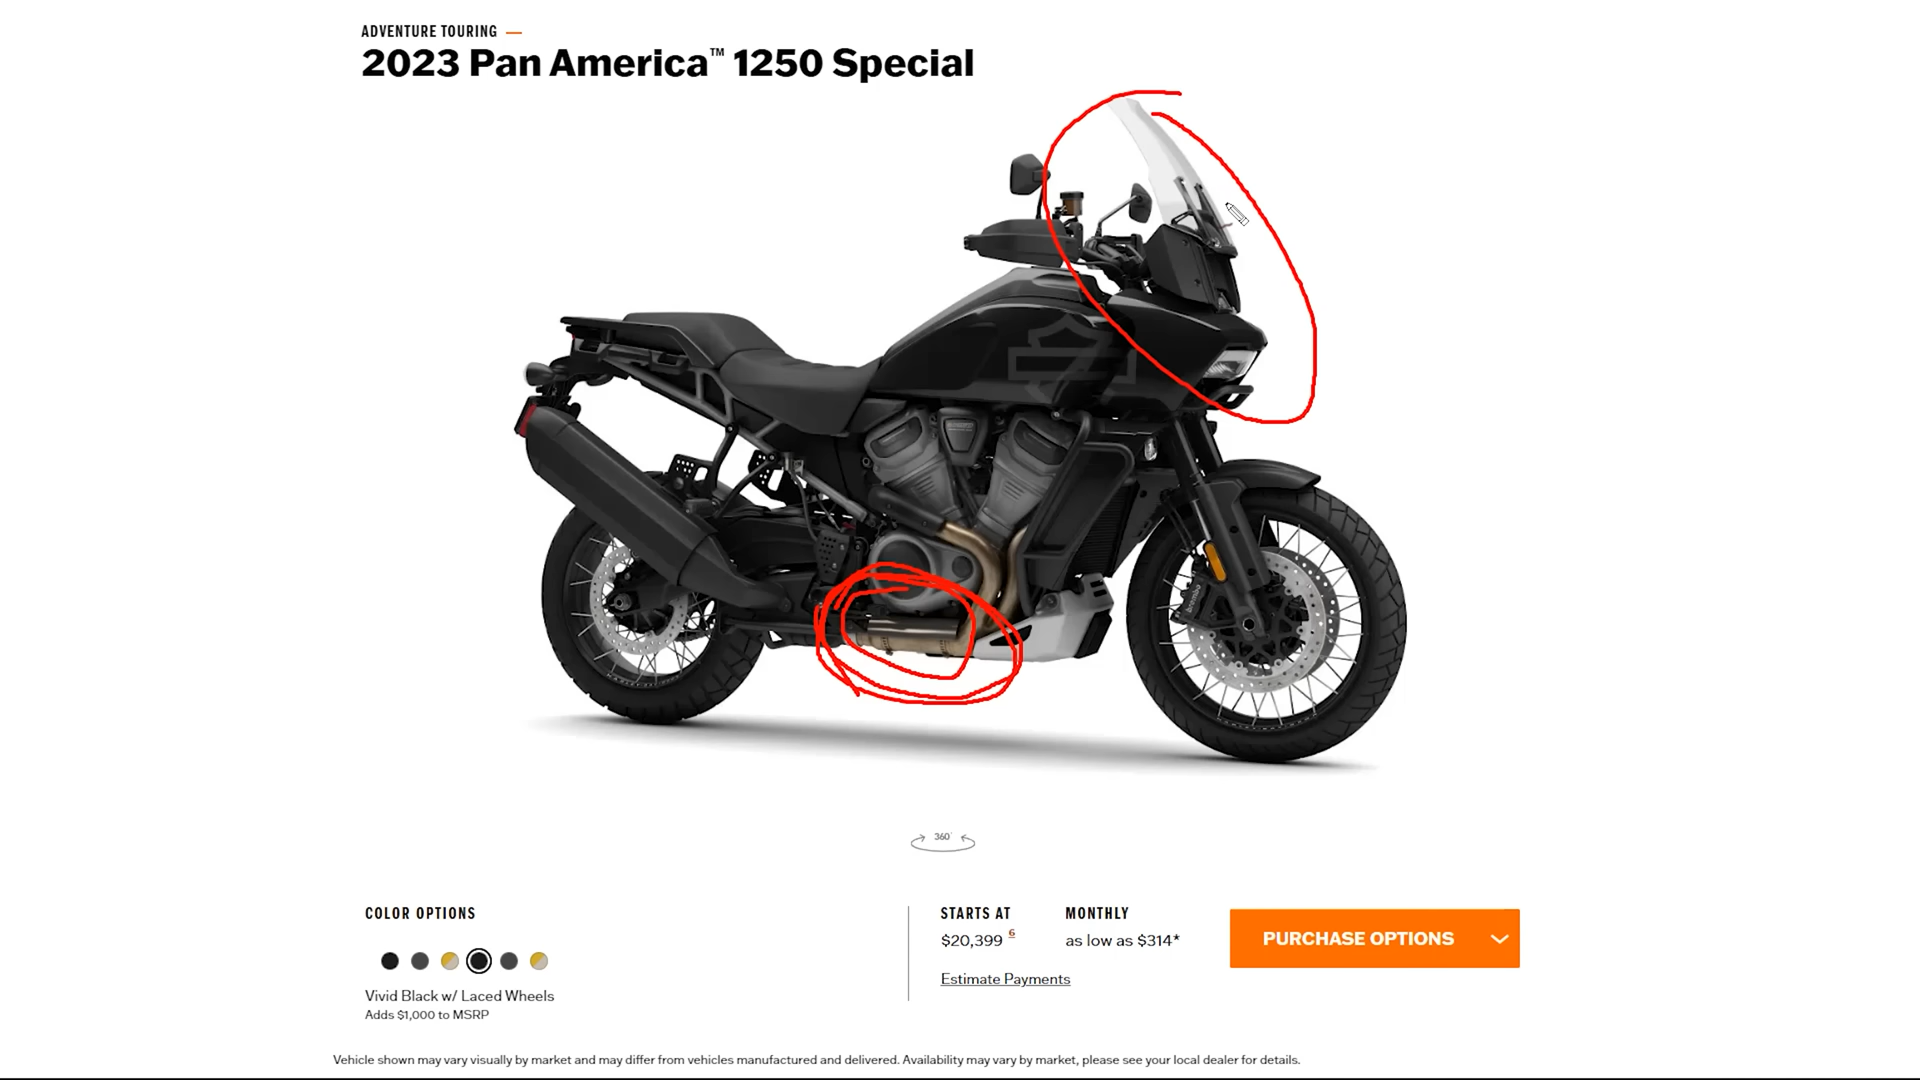 ADVENTURE TOURING
2023 Pan America™ 1250 Special
360°
COLOR OPTIONS
Vivid Black w/ Laced Wheels
Adds $1,000 to MSRP
STARTS AT
$20,399 6
MONTHLY
as low as $314*
Estimate Payments
PURCHASE OPTIONS
Vehicle shown may vary visually by market and may differ from vehicles manufactured and delivered. Availability may vary by market, please see your local dealer for details.
brembo